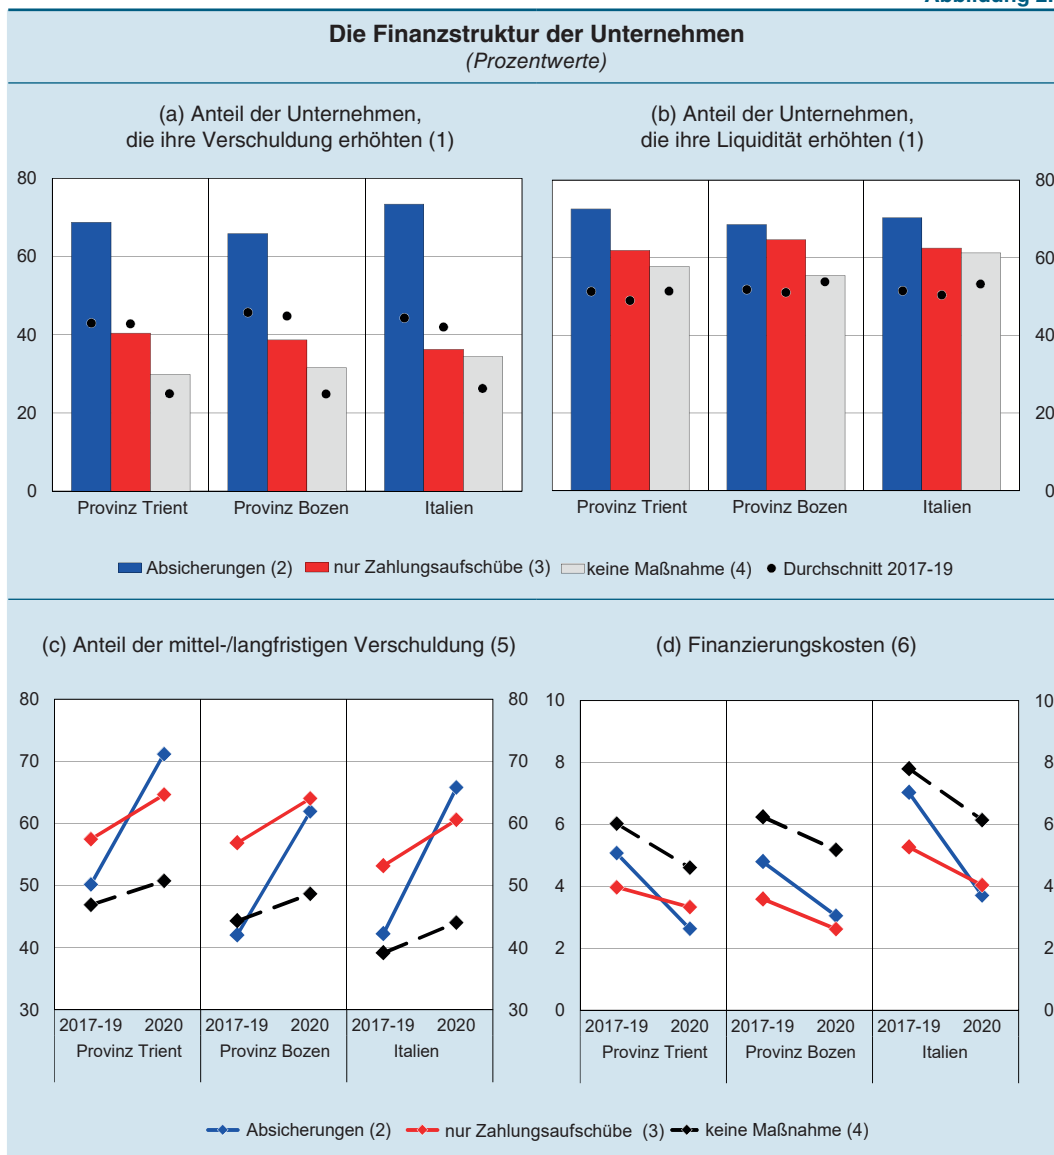 Die Finanzstruktur der Unternehmen
(Prozentwerte)
(a) Anteil der Unternehmen,
die ihre Verschuldung erhöhten (1)
(b) Anteil der Unternehmen,
die ihre Liquidität erhöhten (1)
80
60
40
20
0
Provinz Trient
Provinz Bozen
Italien
80
60
40
20
0
Provinz Trient
Provinz Bozen
Italien
Absicherungen (2)
nur Zahlungsaufschübe (3)
keine Maßnahme (4)
Durchschnitt 2017-19
(c) Anteil der mittel-/langfristigen Verschuldung (5)
(d) Finanzierungskosten (6)
80
70
60
50
40
30
80
70
60
50
40
30
2017-19 2020
Provinz Trient
2017-19 2020
Provinz Bozen
2017-19 2020
Italien
10
8
6
4
2
0
10
8
6
4
2
0
2017-19 2020
Provinz Trient
2017-19 2020
Provinz Bozen
2017-19 2020
Italien
Absicherungen (2)
nur Zahlungsaufschübe (3)
keine Maßnahme (4)